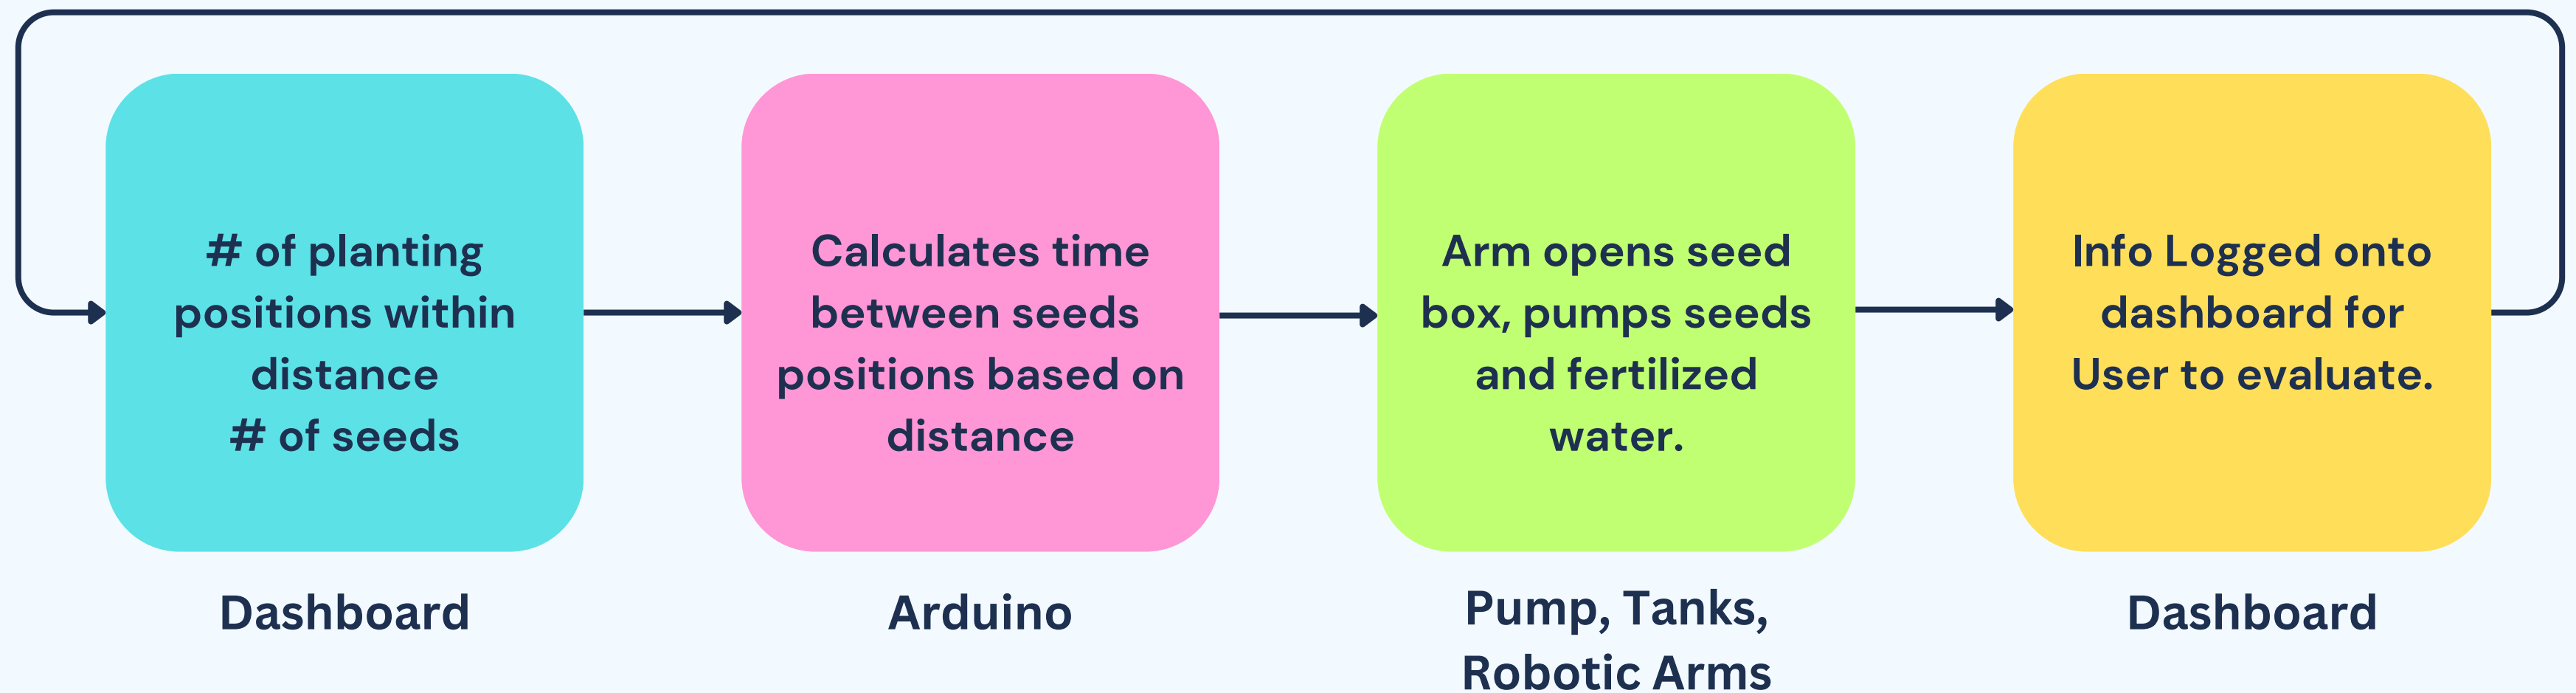 # of planting
positions within
distance
# of seeds
Dashboard
Calculates time
between seeds
positions based on
distance
Arduino
Arm opens seed
box, pumps seeds
and fertilized
water.
Pump, Tanks,
Robotic Arms
Info Logged onto
dashboard for
User to evaluate.
Dashboard